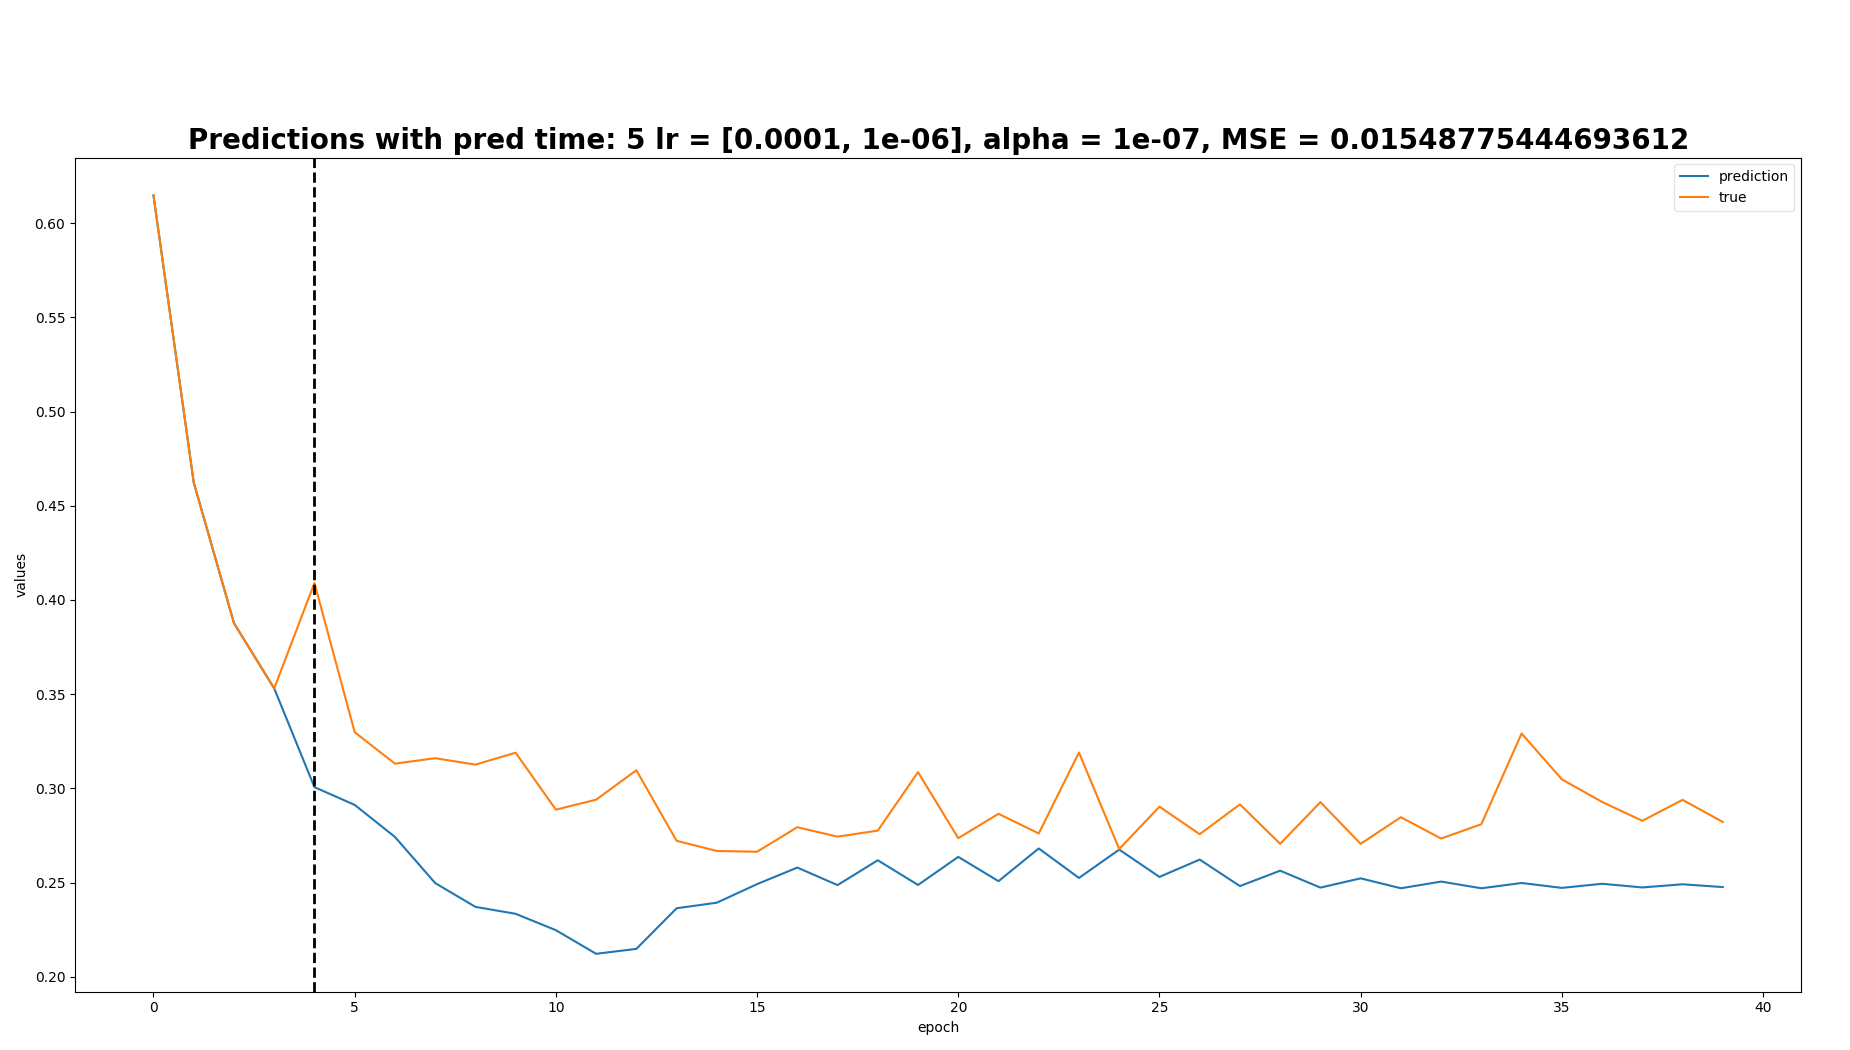 Predictions with pred time: 5 lr = [0.0001, 1e-06], alpha = 1e-07, MSE = 0.01548775444693612
prediction
true
0.60
0.55
0.50
0.45
0.40
0.35
0.30
0.25
0.20
values
0 5 10 15 20 25 30 35 40
epoch